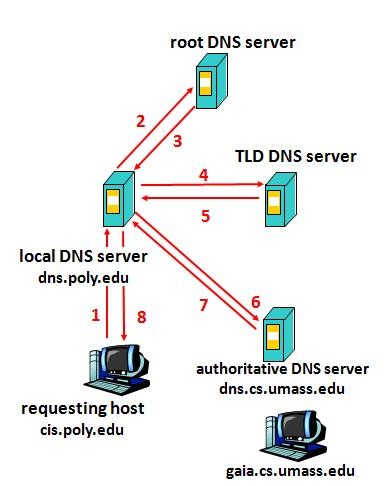 root DNS server
2
3
TLD DNS server
4
5
local DNS server
dns.poly.edu
6
7
1
8
authoritative DNS server
dns.cs.umass.edu
requesting host
cis.poly.edu
gaia.cs.umass.edu